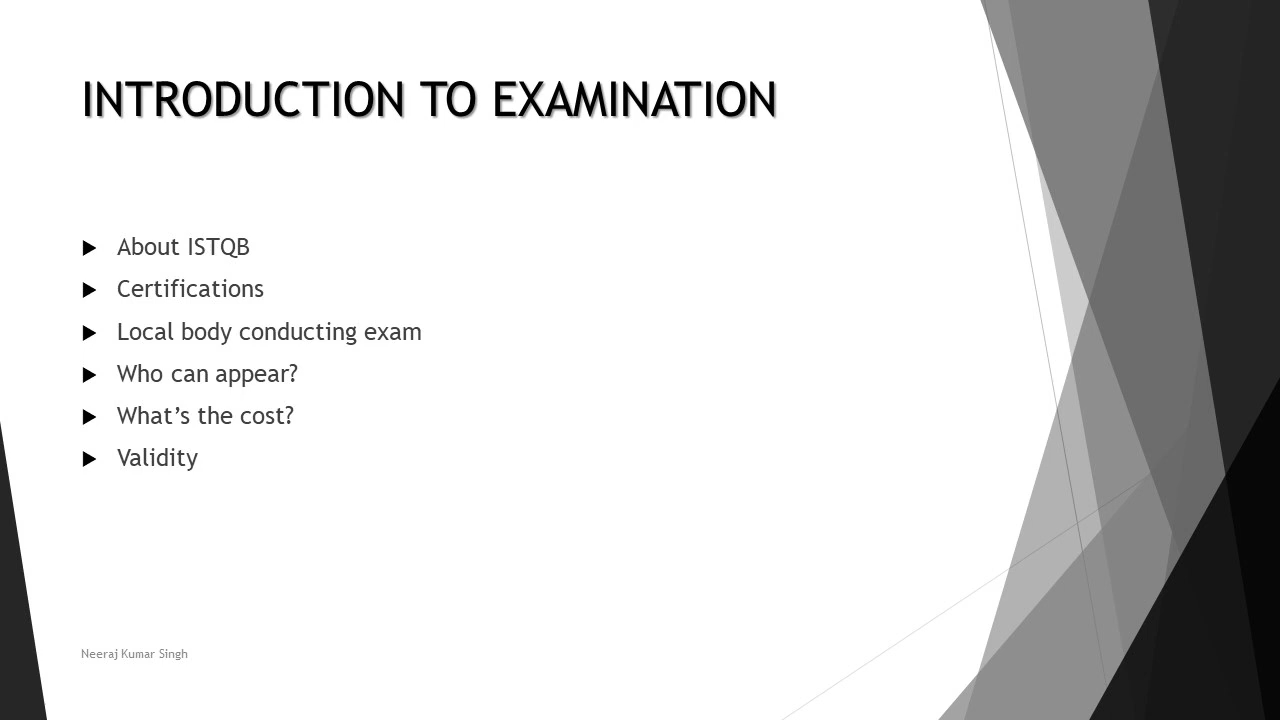 INTRODUCTION TO EXAMINATION
About ISTQB
Certifications
Local body conducting exam
Who can appear?
What’s the cost?
Validity
Neeraj Kumar Singh